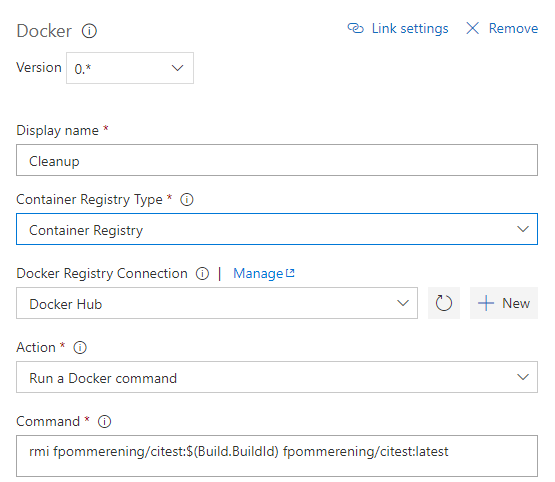 Docker
Link settings
Remove
Version 0.*
Display name *
Cleanup
Container Registry Type *
Container Registry
Docker Registry Connection | Manage
Docker Hub
New
Action *
Run a Docker command
Command *
rmi fpommerening/citest:$(Build.BuildId) fpommerening/citest:latest